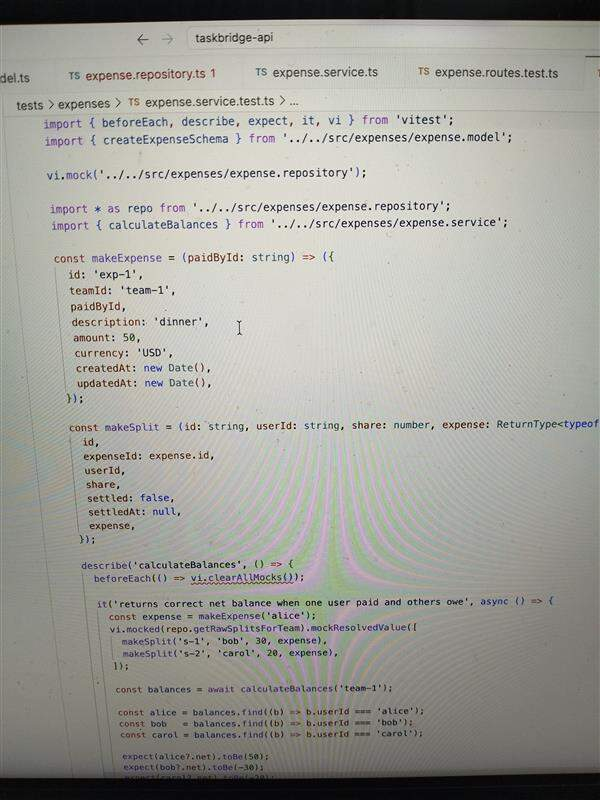 taskbridge-api
del.ts TS expense.repository.ts 1 TS expense.service.ts TS expense.routes.test.ts
tests > expenses > TS expense.service.test.ts > ...
import { beforeEach, describe, expect, it, vi } from 'vitest';
import { createExpenseSchema } from '../../src/expenses/expense.model';
vi.mock('../../src/expenses/expense.repository');
import * as repo from '../../src/expenses/expense.repository';
import { calculateBalances } from '../../src/expenses/expense.service';
const makeExpense = (paidById: string) => ({
id: 'exp-1',
teamId: 'team-1',
paidById,
description: 'dinner',
amount: 50,
currency: 'USD',
createdAt: new Date(),
updatedAt: new Date(),
});
const makeSplit = (id: string, userId: string, share: number, expense: ReturnType<typeof
id,
expenseId: expense.id,
userId,
share,
settled: false,
settledAt: null,
expense,
});
describe('calculateBalances', () => {
beforeEach(() => vi.clearAllMocks());
it('returns correct net balance when one user paid and others owe', async () => {
const expense = makeExpense('alice');
vi.mocked(repo.getRawSplitsForTeam).mockResolvedValue([
makeSplit('s-1', 'bob', 30, expense),
makeSplit('s-2', 'carol', 20, expense),
]);
const balances = await calculateBalances('team-1');
const alice = balances.find((b) => b.userId === 'alice');
const bob = balances.find((b) => b.userId === 'bob');
const carol = balances.find((b) => b.userId === 'carol');
expect(alice?.net).toBe(50);
expect(bob?.net).toBe(-30);
expect(carol?.net).toBe(-20);